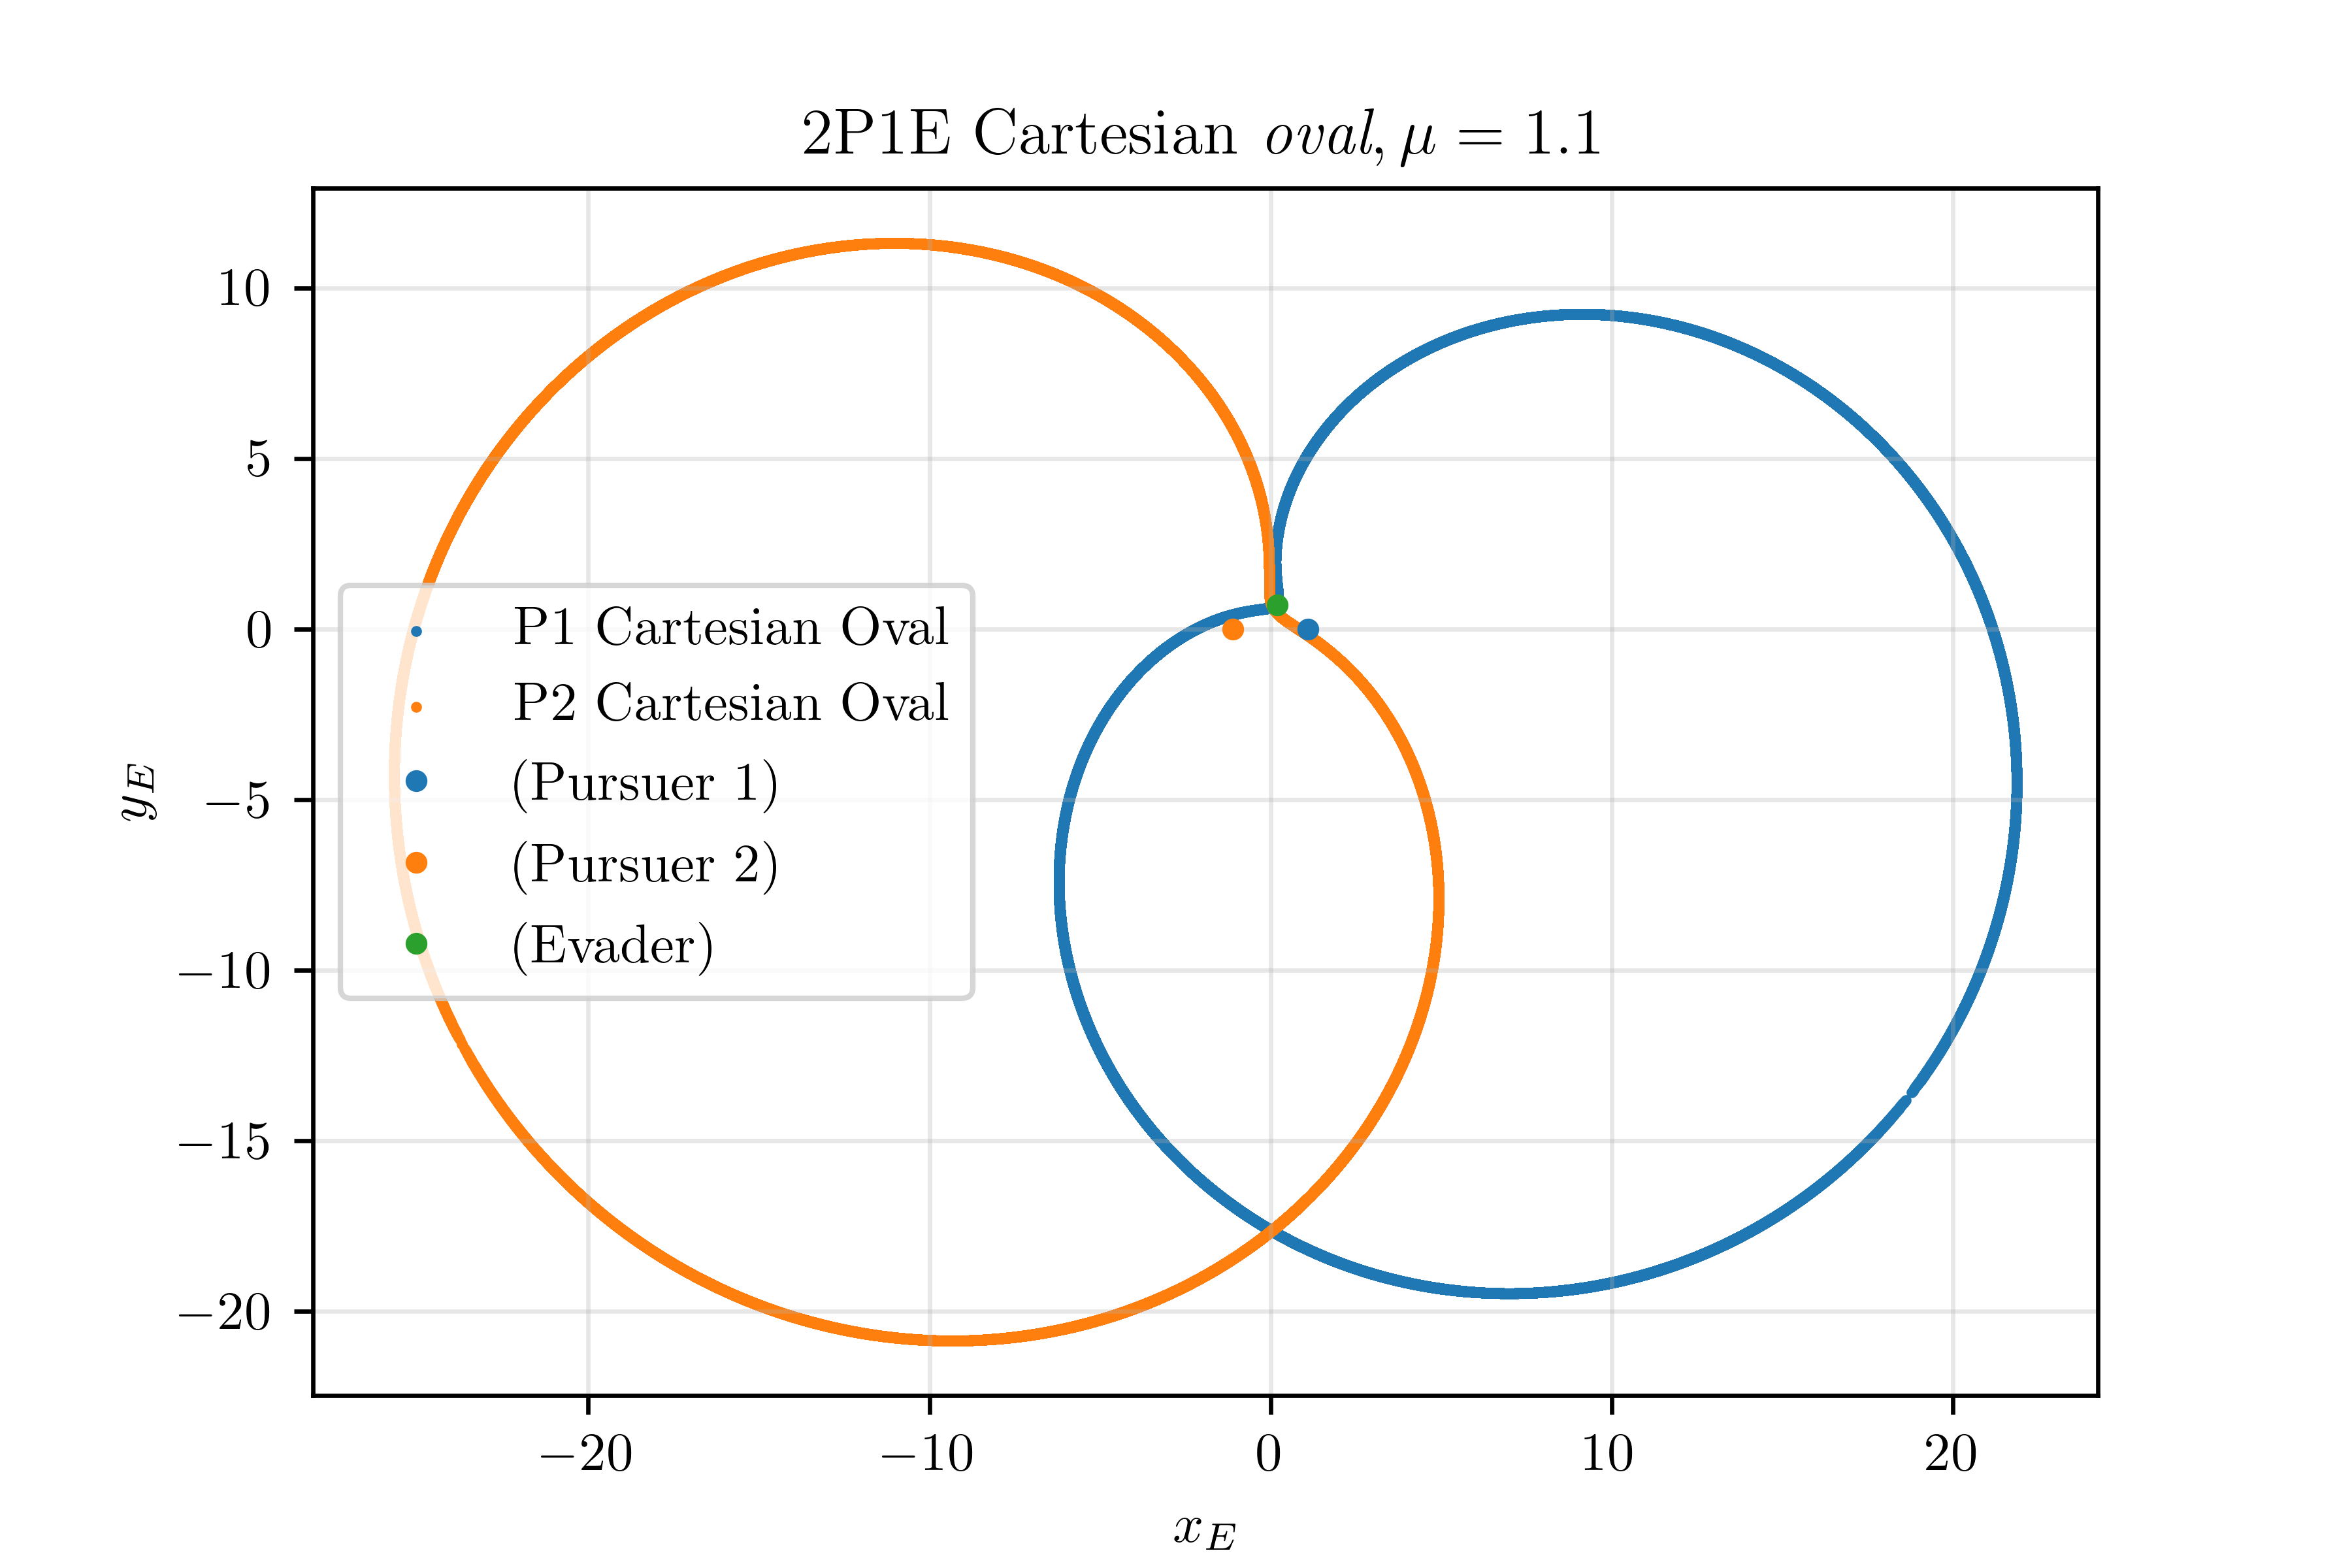 2P1E Cartesian oval, μ = 1.1
10
5
0
−5
−10
−15
−20
P1 Cartesian Oval
P2 Cartesian Oval
(Pursuer 1)
(Pursuer 2)
(Evader)
y_E
−20 −10 0 10 20
x_E